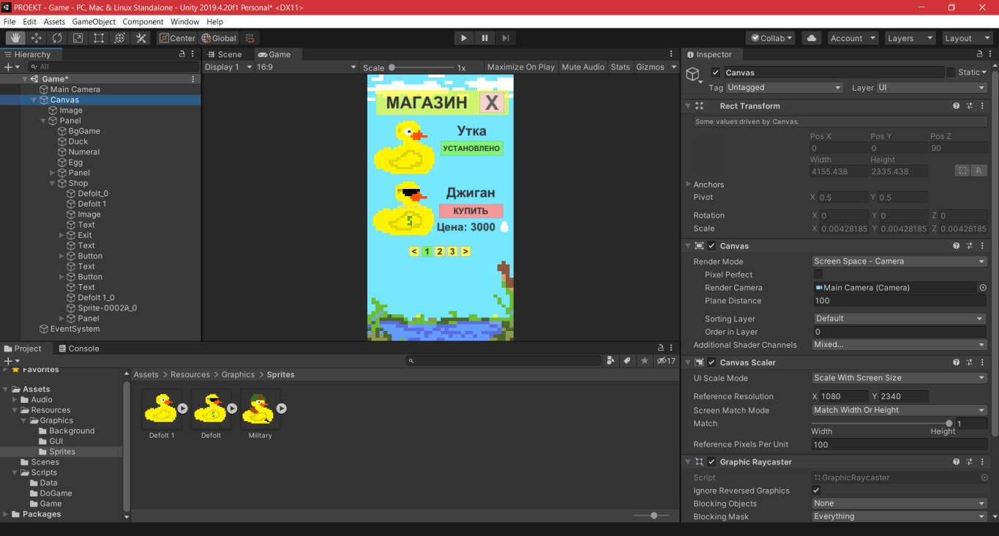 PROEKT - Game - PC, Mac & Linux Standalone - Unity 2019.4.20f1 Personal* <DX11>
File Edit Assets GameObject Component Window Help
Center Global Collab Account Layers Layout
Hierarchy
All
Game*
Main Camera
Canvas
Image
Panel
BgGame
Duck
Numeral
Egg
Panel
Shop
Defolt_0
Defolt 1
Image
Text
Exit
Text
Button
Text
Button
Text
Defolt 1_0
Sprite-0002й_0
Panel
EventSystem
Scene Game
Display 1 16:9 Scale 1x Maximize On Play Mute Audio Stats Gizmos
МАГАЗИН X
Утка
УСТАНОВЛЕНО
Джиган
КУПИТЬ
Цена: 3000
< 1 2 3 >
Inspector
Canvas Static
Tag Untagged Layer UI
Rect Transform
Some values driven by Canvas.
Pos X Pos Y Pos Z
0 0 90
Width Height
4155.438 2335.438 R
Anchors
Pivot X 0.5 Y 0.5
Rotation X 0 Y 0 Z 0
Scale X 0.00428185 Y 0.00428185 Z 0.00428185
Canvas
Render Mode Screen Space - Camera
Pixel Perfect
Render Camera Main Camera (Camera)
Plane Distance 100
Sorting Layer Default
Order in Layer 0
Additional Shader Channels Mixed...
Canvas Scaler
UI Scale Mode Scale With Screen Size
Reference Resolution X 1080 Y 2340
Screen Match Mode Match Width Or Height
Match 1
Width Height
Reference Pixels Per Unit 100
Graphic Raycaster
Script GraphicRaycaster
Ignore Reversed Graphics
Blocking Objects None
Blocking Mask Everything
Project Console
17
Favorites
Assets
Audio
Resources
Graphics
Background
GUI
Sprites
Scenes
Scripts
Data
DoGame
Game
Packages
Assets > Resources > Graphics > Sprites
Defolt 1 Defolt Military